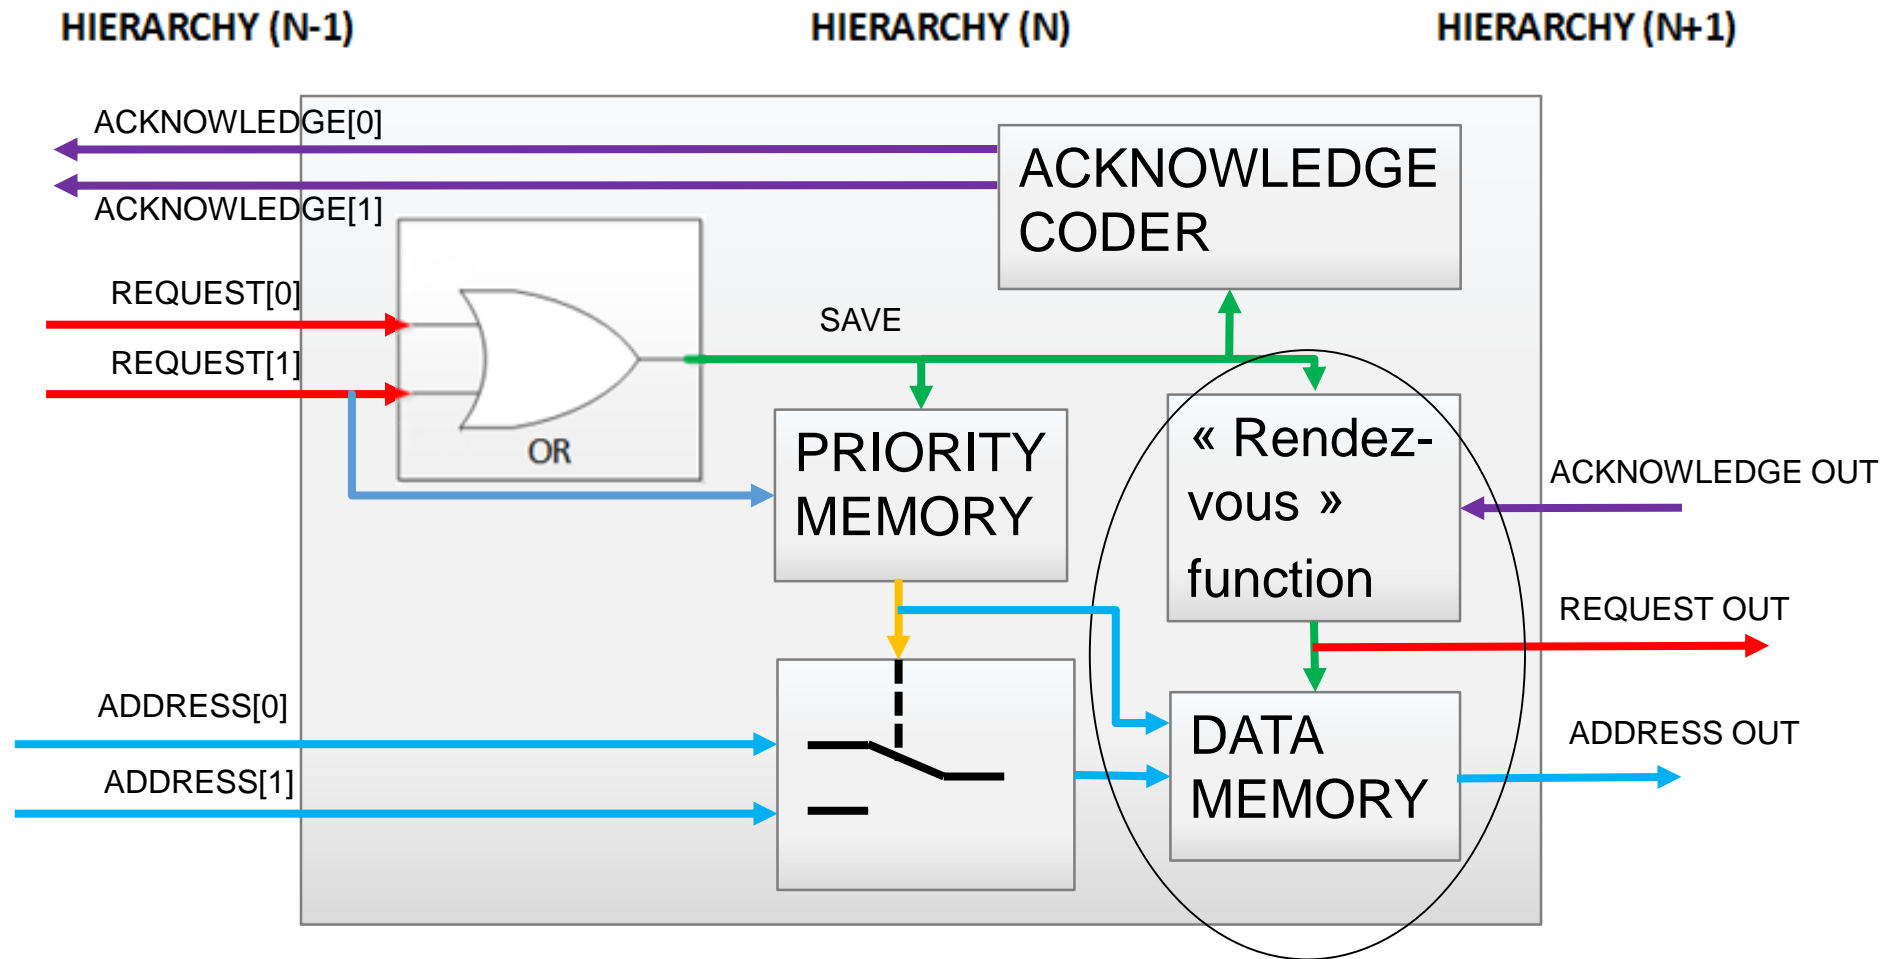 HIERARCHY (N-1)
HIERARCHY (N)
HIERARCHY (N+1)
ACKNOWLEDGE[0]
ACKNOWLEDGE[1]
ACKNOWLEDGE
CODER
REQUEST[0]
REQUEST[1]
OR
SAVE
PRIORITY
MEMORY
« Rendez-
vous »
function
ACKNOWLEDGE OUT
REQUEST OUT
ADDRESS[0]
ADDRESS[1]
DATA
MEMORY
ADDRESS OUT